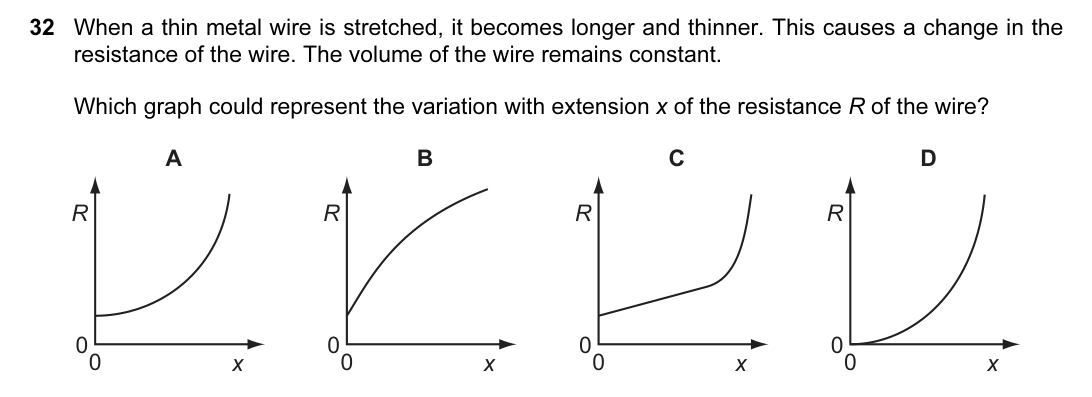 32 When a thin metal wire is stretched, it becomes longer and thinner. This causes a change in the
resistance of the wire. The volume of the wire remains constant.
Which graph could represent the variation with extension x of the resistance R of the wire?
A B C D
R R R R
0 0 0 0
0 x 0 x 0 x 0 x